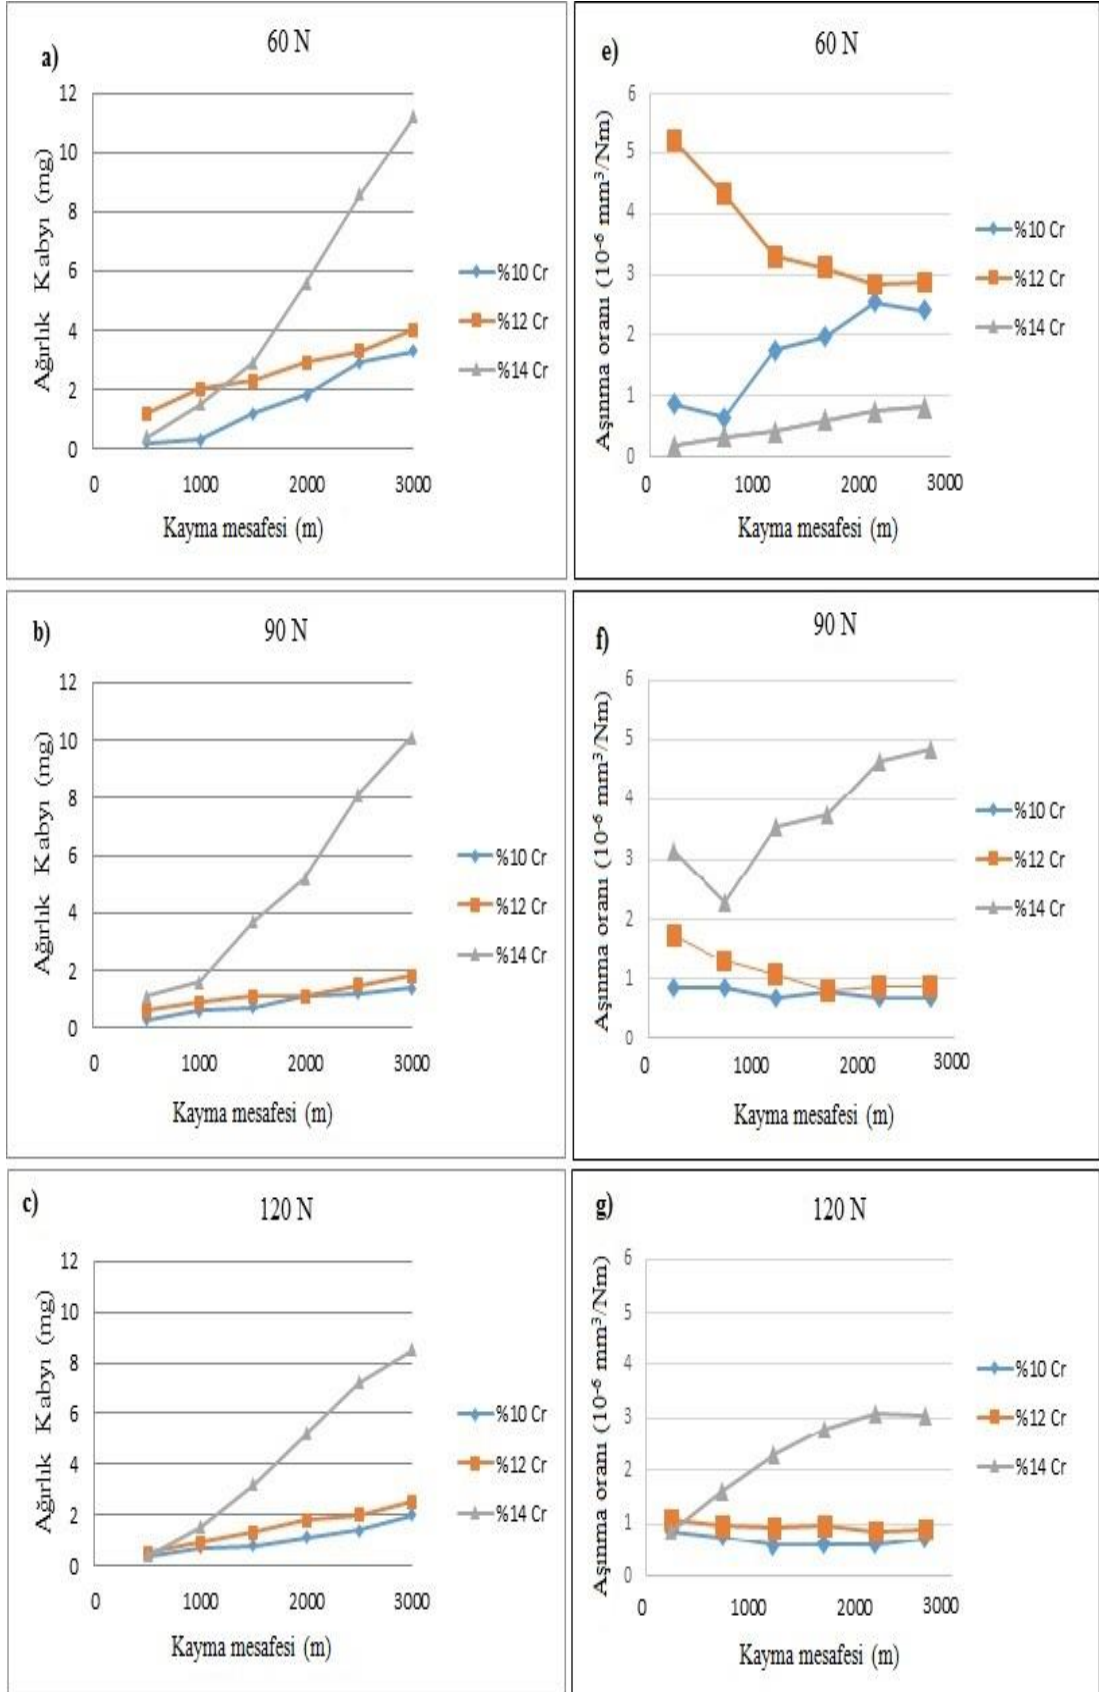 a)
60 N
Ağırlık Kabyı (mg)
12
10
8
6
4
2
0
0 1000 2000 3000
Kayma mesafesi (m)
%10 Cr
%12 Cr
%14 Cr
e)
60 N
Aşınma oranı (10⁻⁶ mm³/Nm)
6
5
4
3
2
1
0
0 1000 2000 3000
Kayma mesafesi (m)
%10 Cr
%12 Cr
%14 Cr
b)
90 N
Ağırlık Kabyı (mg)
12
10
8
6
4
2
0
0 1000 2000 3000
Kayma mesafesi (m)
%10 Cr
%12 Cr
%14 Cr
f)
90 N
Aşınma oranı (10⁻⁶ mm³/Nm)
6
5
4
3
2
1
0
0 1000 2000 3000
Kayma mesafesi (m)
%10 Cr
%12 Cr
%14 Cr
c)
120 N
Ağırlık Kabyı (mg)
12
10
8
6
4
2
0
0 1000 2000 3000
Kayma mesafesi (m)
%10 Cr
%12 Cr
%14 Cr
g)
120 N
Aşınma oranı (10⁻⁶ mm³/Nm)
6
5
4
3
2
1
0
0 1000 2000 3000
Kayma mesafesi (m)
%10 Cr
%12 Cr
%14 Cr